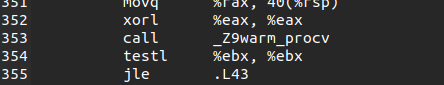 351 movq %rax, 40(%rsp)
352 xorl %eax, %eax
353 call _Z9warm_procv
354 testl %ebx, %ebx
355 jle .L43